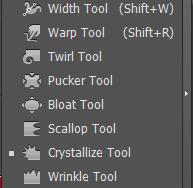 Width Tool (Shift+W)
Warp Tool (Shift+R)
Twirl Tool
Pucker Tool
Bloat Tool
Scallop Tool
Crystallize Tool
Wrinkle Tool